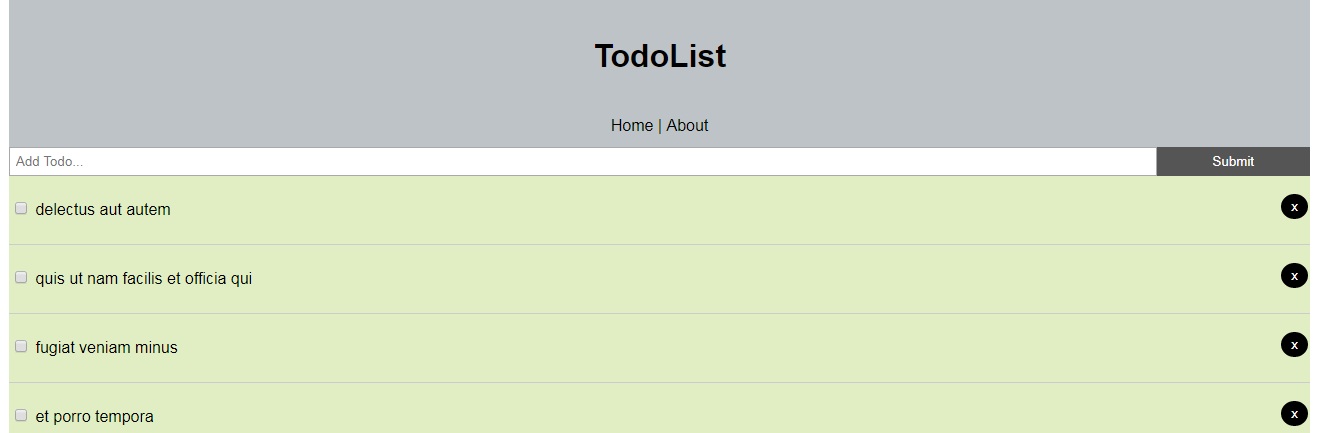 TodoList
Home | About
Add Todo...
Submit
delectus aut autem
x
quis ut nam facilis et officia qui
x
fugiat veniam minus
x
et porro tempora
x